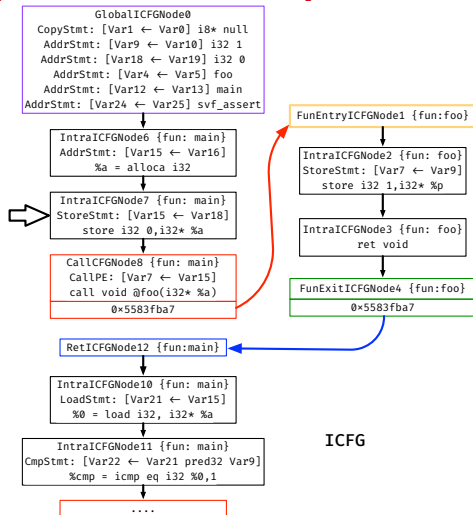 GlobalICFGNode0
CopyStmt: [Var1 ← Var0] i8* null
AddrStmt: [Var9 ← Var10] i32 1
AddrStmt: [Var18 ← Var19] i32 0
AddrStmt: [Var4 ← Var5] foo
AddrStmt: [Var12 ← Var13] main
AddrStmt: [Var24 ← Var25] svf_assert
IntraICFGNode6 {fun: main}
AddrStmt: [Var15 ← Var16]
%a = alloca i32
IntraICFGNode7 {fun: main}
StoreStmt: [Var15 ← Var18]
store i32 0,i32* %a
CallCFGNode8 {fun: main}
CallPE: [Var7 ← Var15]
call void @foo(i32* %a)
0×5583fba7
FunEntryICFGNode1 {fun:foo}
IntraICFGNode2 {fun: foo}
StoreStmt: [Var7 ← Var9]
store i32 1,i32* %p
IntraICFGNode3 {fun: foo}
ret void
FunExitICFGNode4 {fun:foo}
0×5583fba7
RetICFGNode12 {fun:main}
IntraICFGNode10 {fun: main}
LoadStmt: [Var21 ← Var15]
%0 = load i32, i32* %a
IntraICFGNode11 {fun: main}
CmpStmt: [Var22 ← Var21 pred32 Var9]
%cmp = icmp eq i32 %0,1
....
ICFG